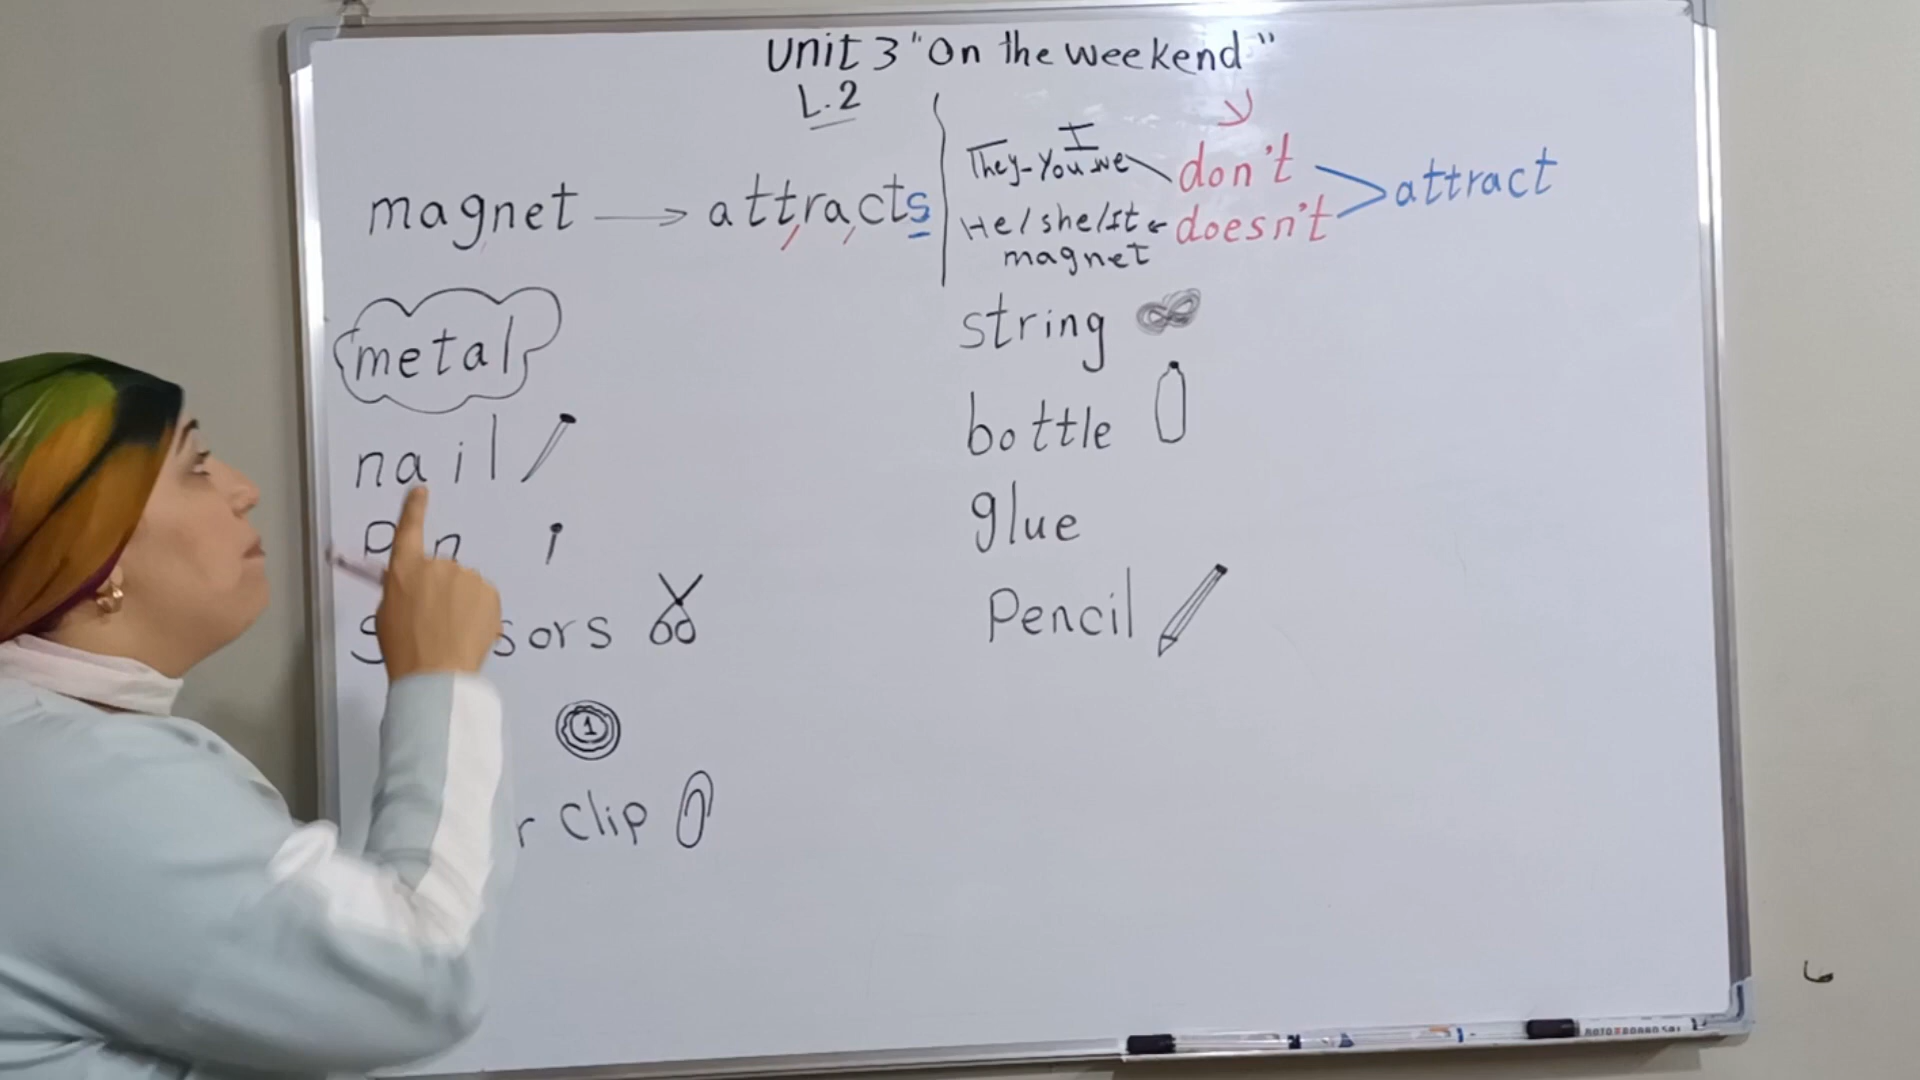 Unit 3 "On the weekend"
L.2
magnet → attracts
I
They-You-we
don't
He/she/It
doesn't
magnet
attract
metal
nail
string
bottle
glue
Pencil
1
r Clip